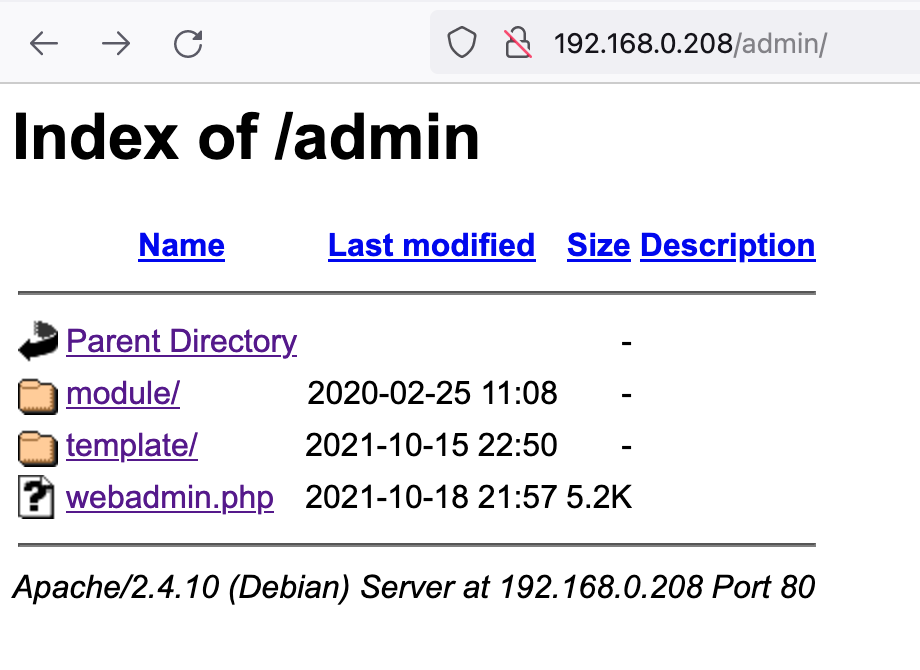 192.168.0.208/admin/
Index of /admin
Name Last modified Size Description
Parent Directory -
module/ 2020-02-25 11:08 -
template/ 2021-10-15 22:50 -
webadmin.php 2021-10-18 21:57 5.2K
Apache/2.4.10 (Debian) Server at 192.168.0.208 Port 80